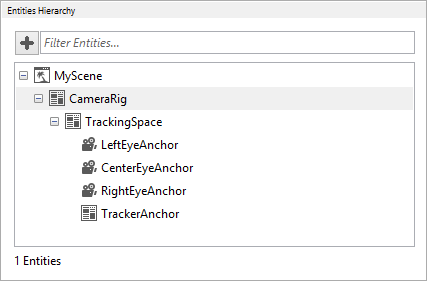 Entities Hierarchy
Filter Entities...
MyScene
CameraRig
TrackingSpace
LeftEyeAnchor
CenterEyeAnchor
RightEyeAnchor
TrackerAnchor
1 Entities